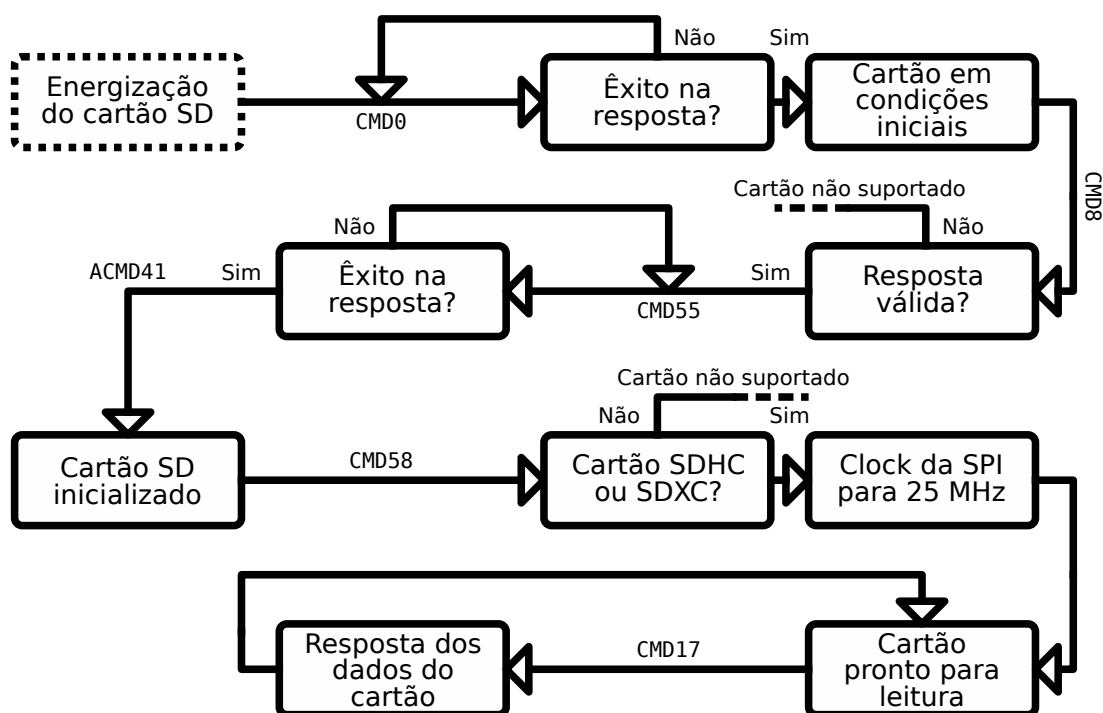 Não
Sim
Energização
do cartão SD
CMD0
Êxito na
resposta?
Cartão em
condições
iniciais
CMD8
Cartão não suportado
Não
Não
ACMD41
Sim
Êxito na
resposta?
CMD55
Sim
Resposta
válida?
Cartão não suportado
Não
Sim
Cartão SD
inicializado
CMD58
Cartão SDHC
ou SDXC?
Clock da SPI
para 25 MHz
Resposta dos
dados do
cartão
CMD17
Cartão
pronto para
leitura